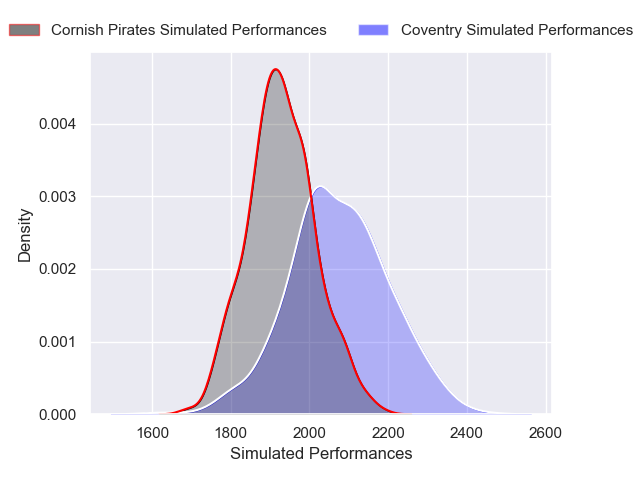 Cornish Pirates Simulated Performances
Coventry Simulated Performances
0.004
0.003
0.002
0.001
0.000
Density
1600
1800
2000
2200
2400
2600
Simulated Performances